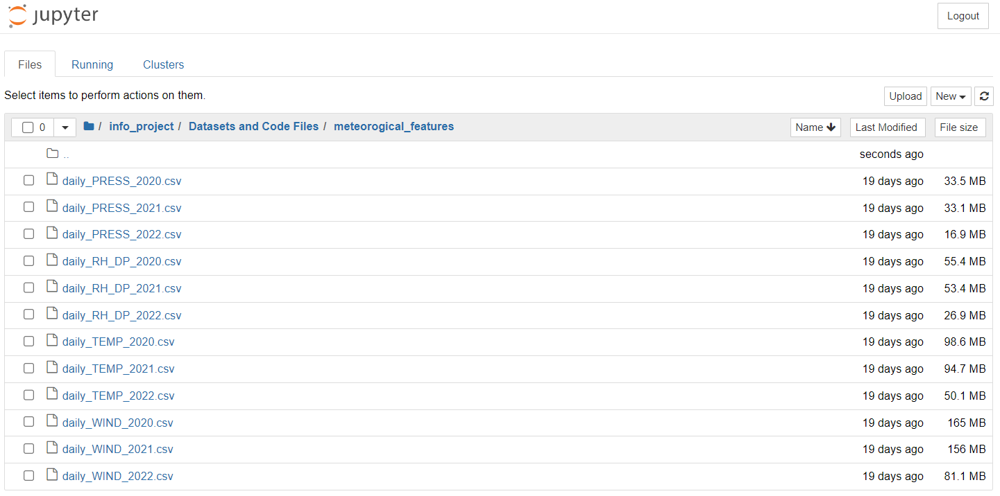 jupyter Logout
Files Running Clusters
Select items to perform actions on them. Upload New
0 / info_project / Datasets and Code Files / meteorogical_features Name Last Modified File size
.. seconds ago
daily_PRESS_2020.csv 19 days ago 33.5 MB
daily_PRESS_2021.csv 19 days ago 33.1 MB
daily_PRESS_2022.csv 19 days ago 16.9 MB
daily_RH_DP_2020.csv 19 days ago 55.4 MB
daily_RH_DP_2021.csv 19 days ago 53.4 MB
daily_RH_DP_2022.csv 19 days ago 26.9 MB
daily_TEMP_2020.csv 19 days ago 98.6 MB
daily_TEMP_2021.csv 19 days ago 94.7 MB
daily_TEMP_2022.csv 19 days ago 50.1 MB
daily_WIND_2020.csv 19 days ago 165 MB
daily_WIND_2021.csv 19 days ago 156 MB
daily_WIND_2022.csv 19 days ago 81.1 MB